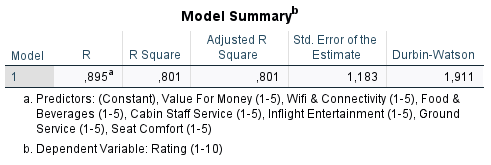 Model Summaryb
Model R R Square Adjusted R Square Std. Error of the Estimate Durbin-Watson
1 ,895a ,801 ,801 1,183 1,911
a. Predictors: (Constant), Value For Money (1-5), Wifi & Connectivity (1-5), Food &
Beverages (1-5), Cabin Staff Service (1-5), Inflight Entertainment (1-5), Ground
Service (1-5), Seat Comfort (1-5)
b. Dependent Variable: Rating (1-10)